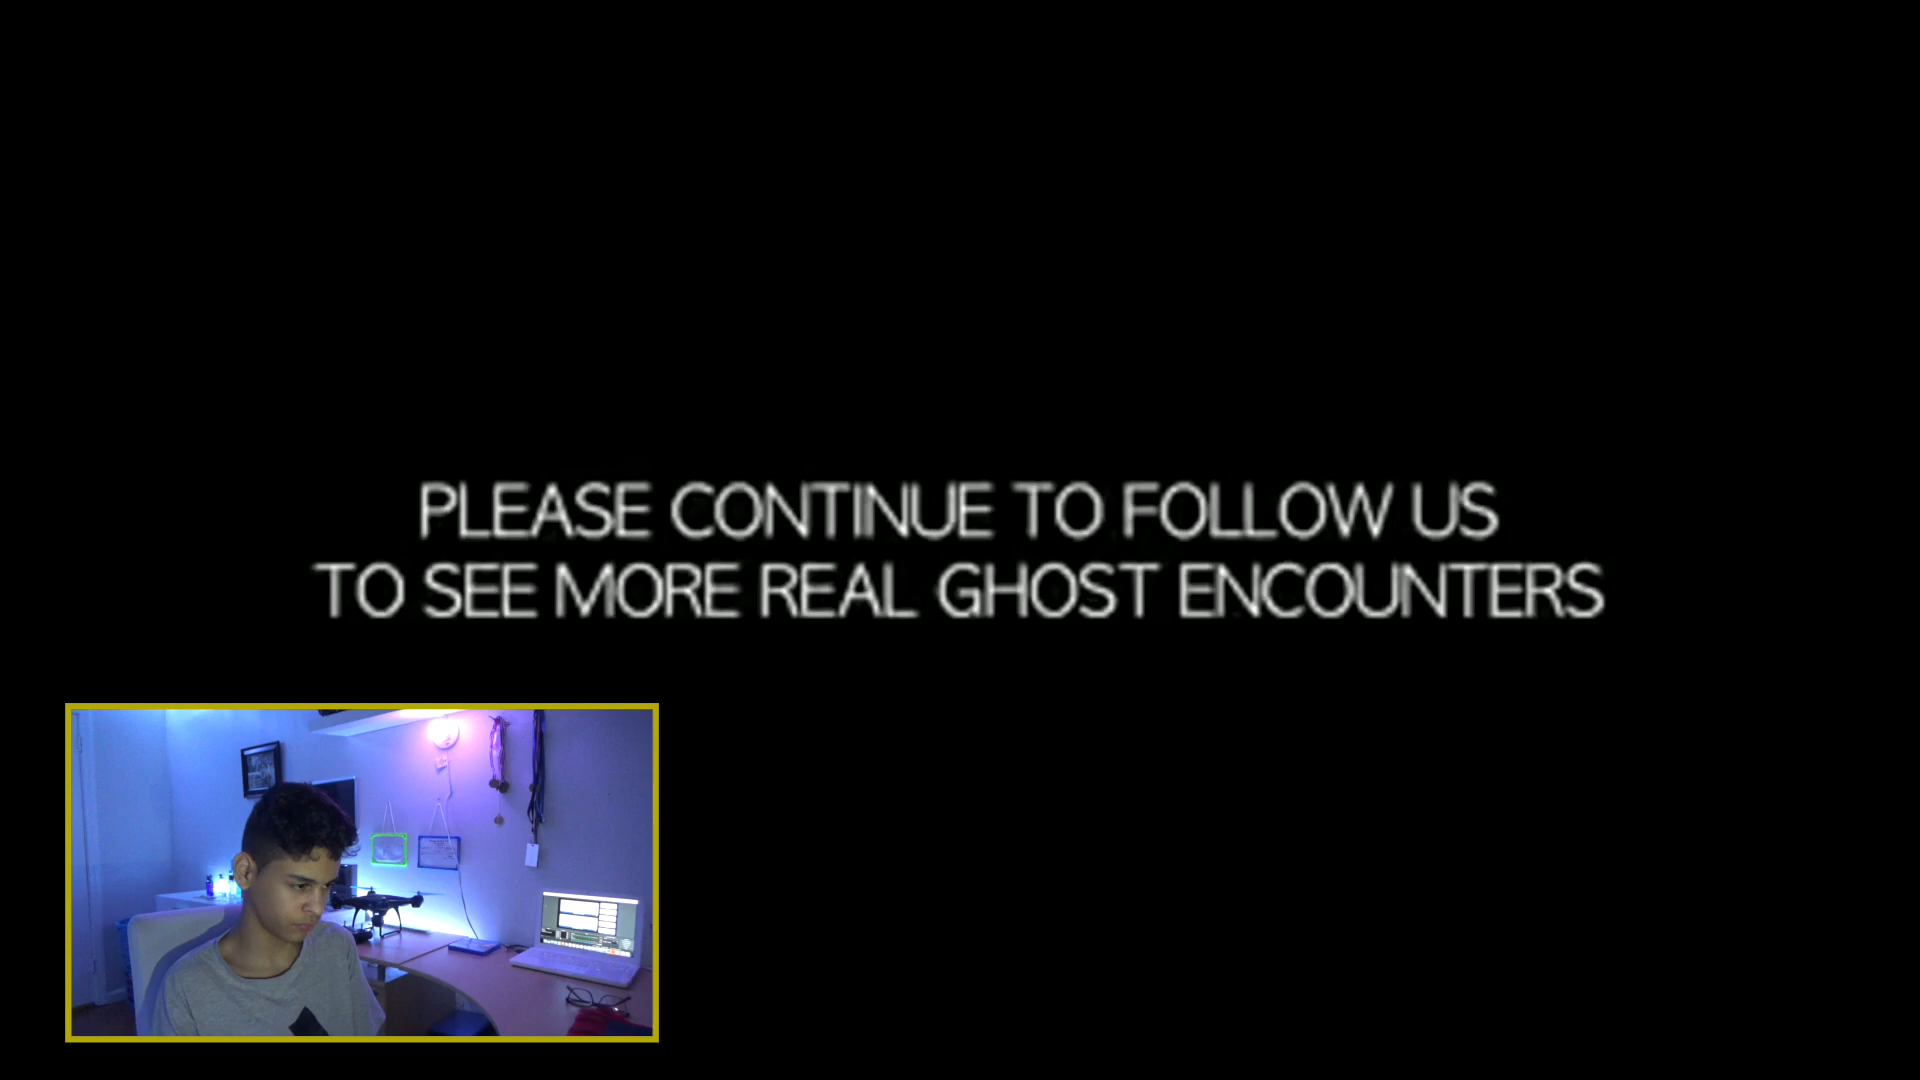 PLEASE CONTINUE TO FOLLOW US
TO SEE MORE REAL GHOST ENCOUNTERS